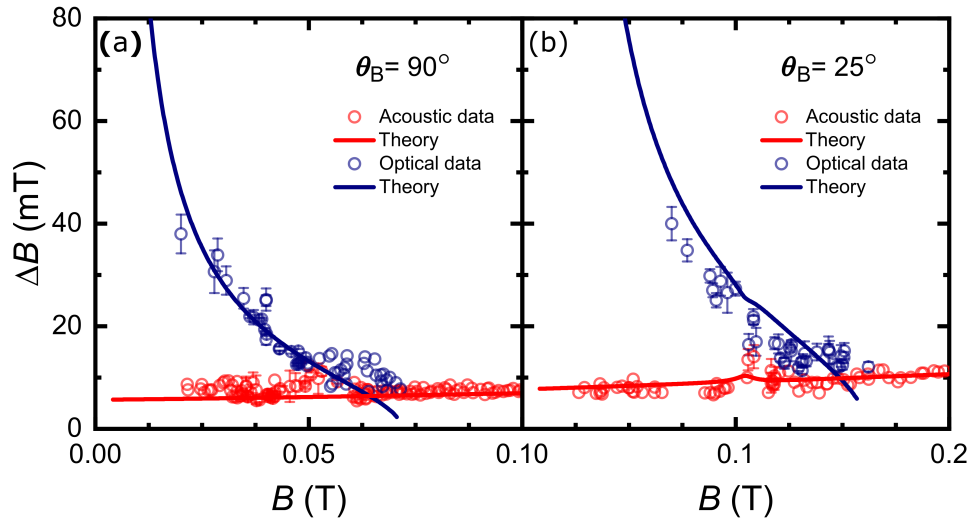 (a)
θB= 90°
Acoustic data
Theory
Optical data
Theory
(b)
θB= 25°
Acoustic data
Theory
Optical data
Theory
80
60
40
20
0
ΔB (mT)
0.00
0.05
0.10
0.1
0.2
B (T)
B (T)